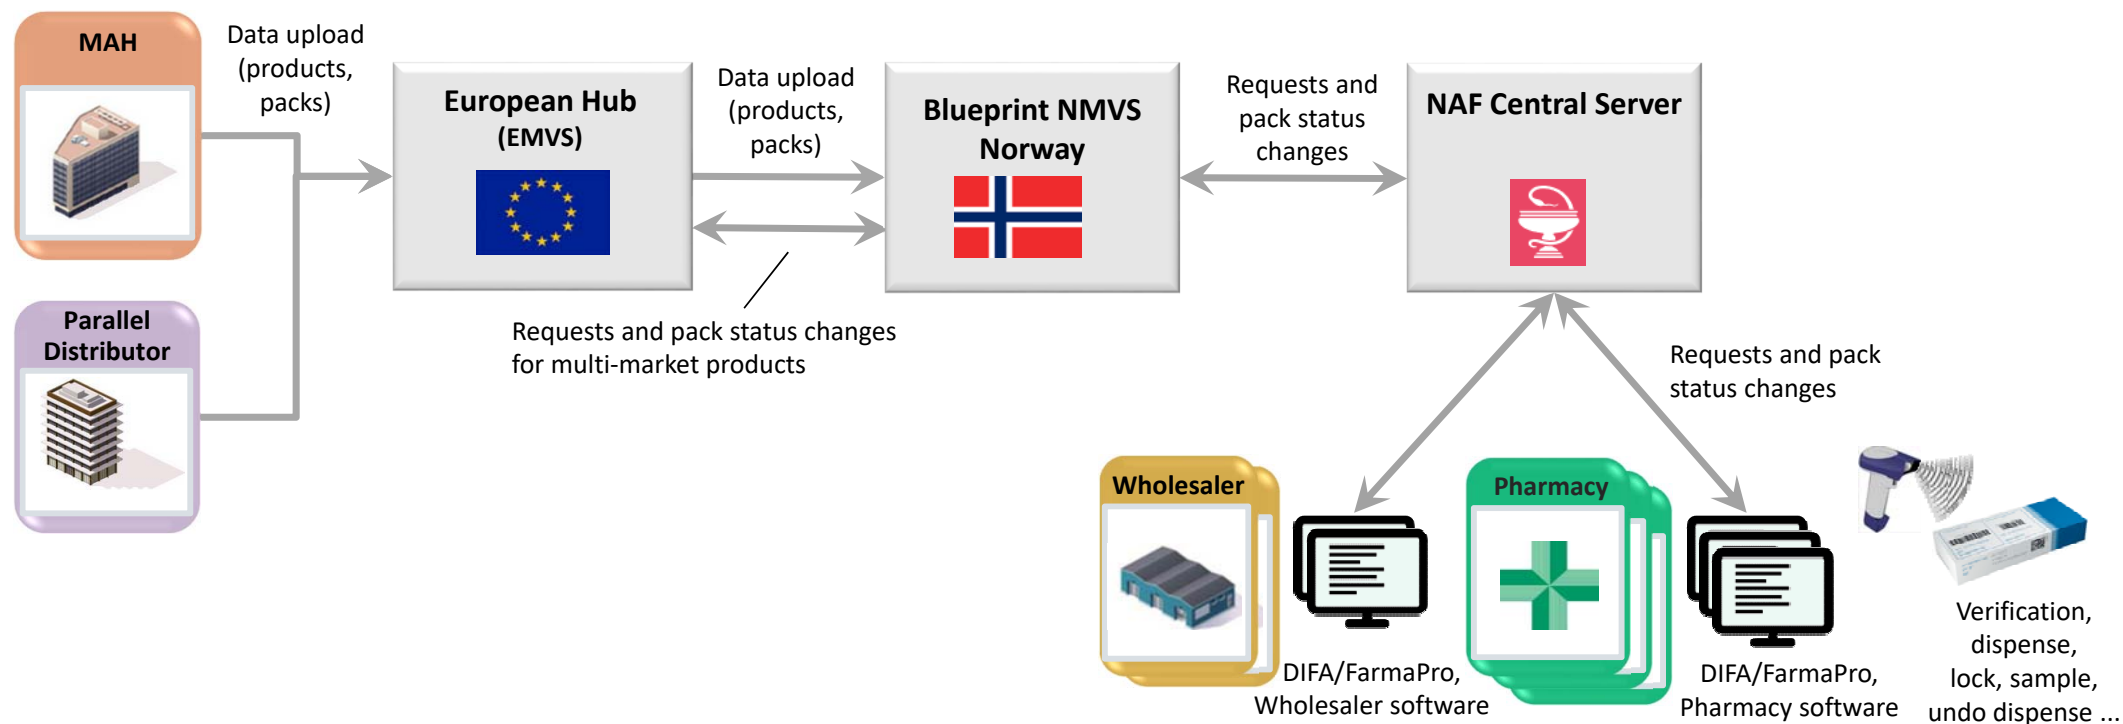 MAH
Data upload
(products,
packs)
European Hub
(EMVS)
Data upload
(products,
packs)
Blueprint NMVS
Norway
Requests and
pack status
changes
NAF Central Server
Parallel
Distributor
Requests and pack status changes
for multi-market products
Requests and pack
status changes
Wholesaler
DIFA/FarmaPro,
Wholesaler software
Pharmacy
DIFA/FarmaPro,
Pharmacy software
Verification,
dispense,
lock, sample,
undo dispense ...